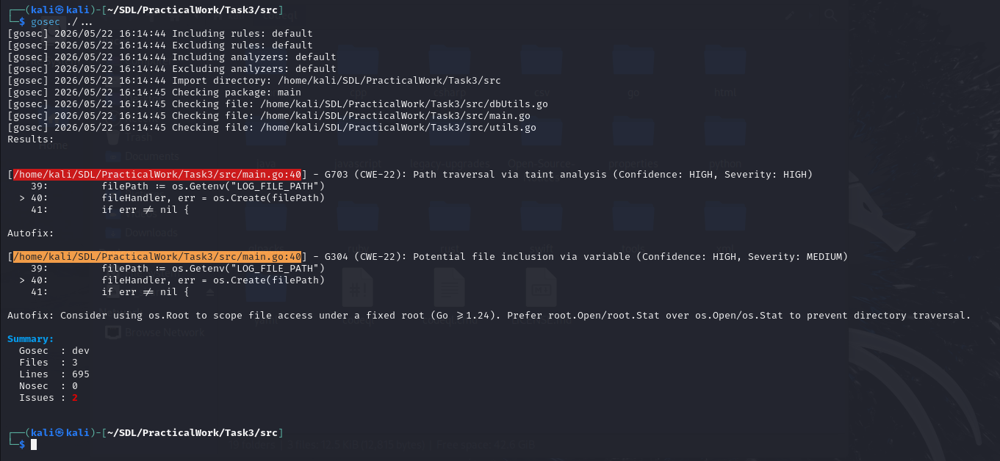 ┌──(kali㉿kali)-[~/SDL/PracticalWork/Task3/src]
└─$ gosec ./...
[gosec] 2026/05/22 16:14:44 Including rules: default
[gosec] 2026/05/22 16:14:44 Excluding rules: default
[gosec] 2026/05/22 16:14:44 Including analyzers: default
[gosec] 2026/05/22 16:14:44 Excluding analyzers: default
[gosec] 2026/05/22 16:14:44 Import directory: /home/kali/SDL/PracticalWork/Task3/src
[gosec] 2026/05/22 16:14:45 Checking package: main
[gosec] 2026/05/22 16:14:45 Checking file: /home/kali/SDL/PracticalWork/Task3/src/dbUtils.go
[gosec] 2026/05/22 16:14:45 Checking file: /home/kali/SDL/PracticalWork/Task3/src/main.go
[gosec] 2026/05/22 16:14:45 Checking file: /home/kali/SDL/PracticalWork/Task3/src/utils.go
Results:
[/home/kali/SDL/PracticalWork/Task3/src/main.go:40] - G703 (CWE-22): Path traversal via taint analysis (Confidence: HIGH, Severity: HIGH)
39: filePath := os.Getenv("LOG_FILE_PATH")
> 40: fileHandler, err = os.Create(filePath)
41: if err != nil {
Autofix:
[/home/kali/SDL/PracticalWork/Task3/src/main.go:40] - G304 (CWE-22): Potential file inclusion via variable (Confidence: HIGH, Severity: MEDIUM)
39: filePath := os.Getenv("LOG_FILE_PATH")
> 40: fileHandler, err = os.Create(filePath)
41: if err != nil {
Autofix: Consider using os.Root to scope file access under a fixed root (Go >=1.24). Prefer root.Open/root.Stat over os.Open/os.Stat to prevent directory traversal.
Summary:
Gosec : dev
Files : 3
Lines : 695
Nosec : 0
Issues : 2
┌──(kali㉿kali)-[~/SDL/PracticalWork/Task3/src]
└─$
Trash
Home
Documents
Downloads
Browse Network